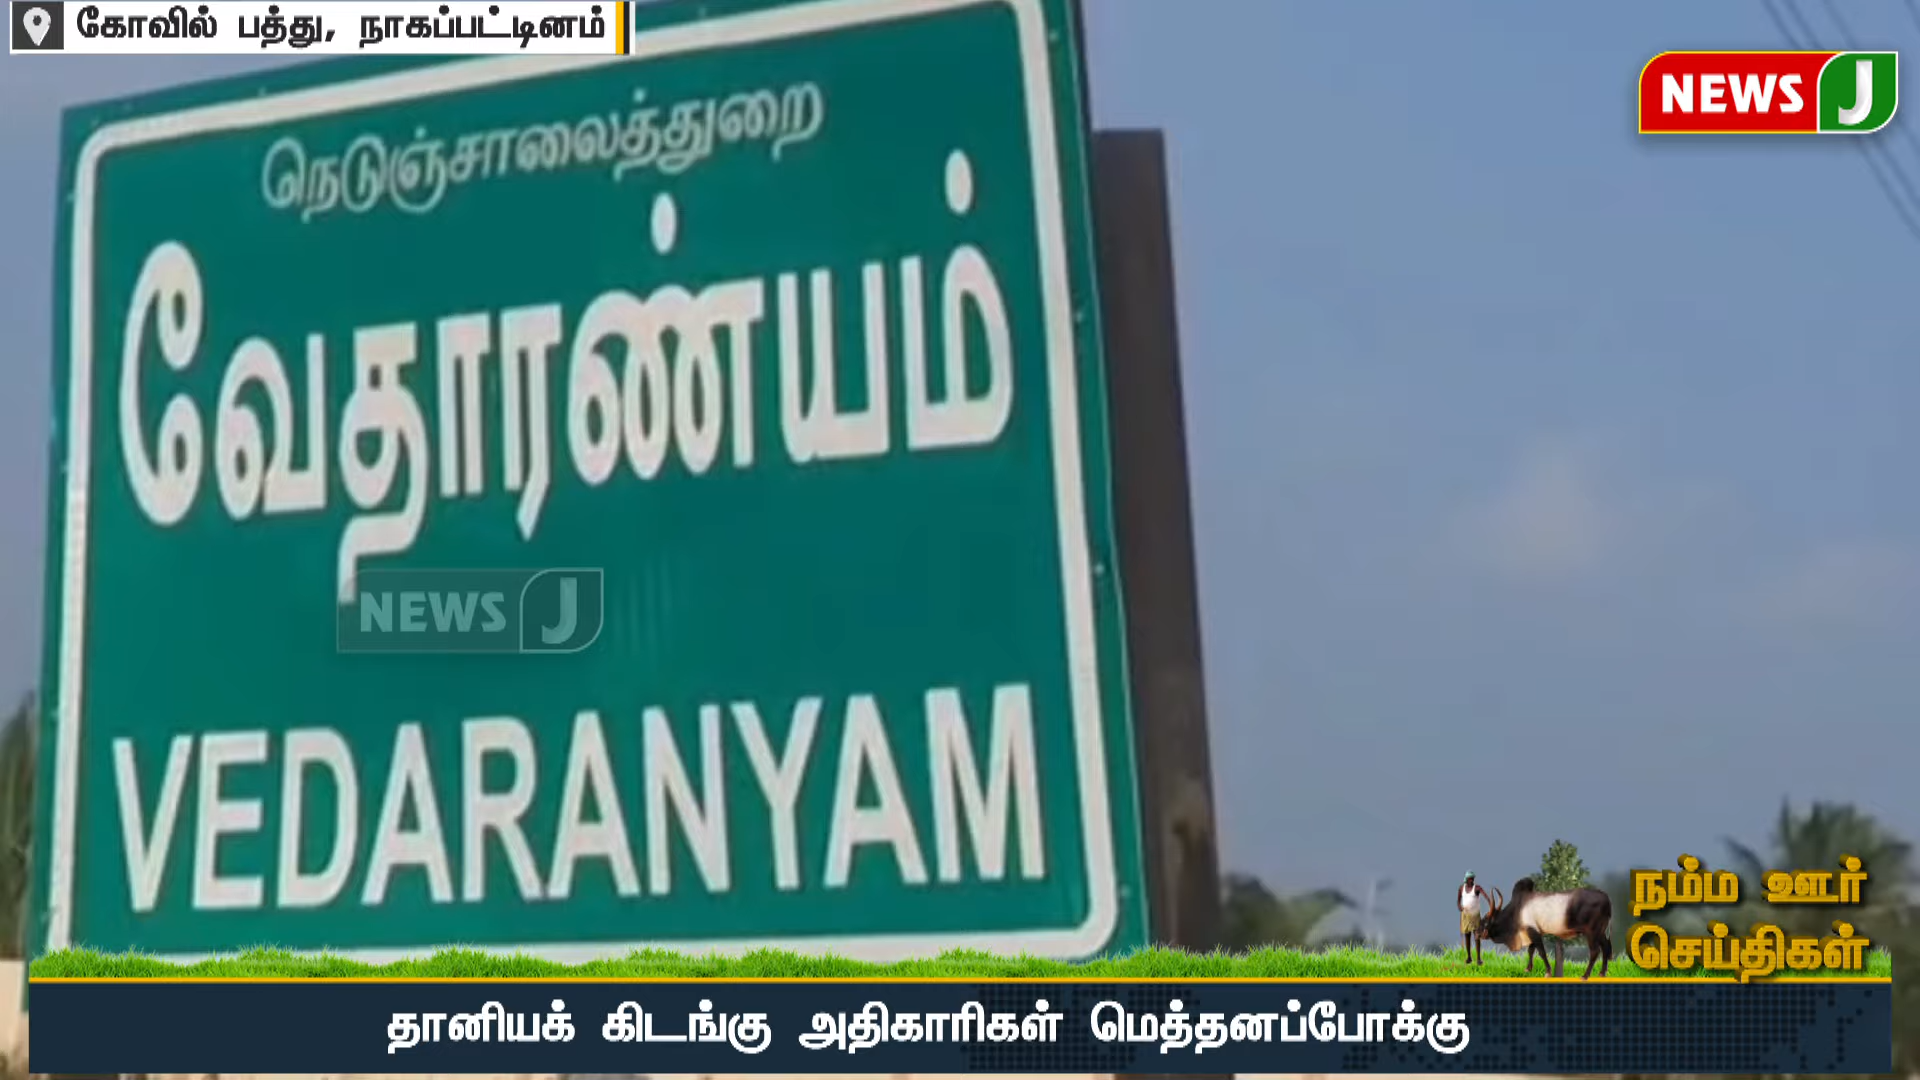 கோவில் பத்து, நாகப்பட்டினம்
NEWS J
நெடுஞ்சாலைத்துறை
வேதாரண்யம்
NEWS J
VEDARANYAM
நம்ம ஊர்
செய்திகள்
தானியக் கிடங்கு அதிகாரிகள் மெத்தனப்போக்கு